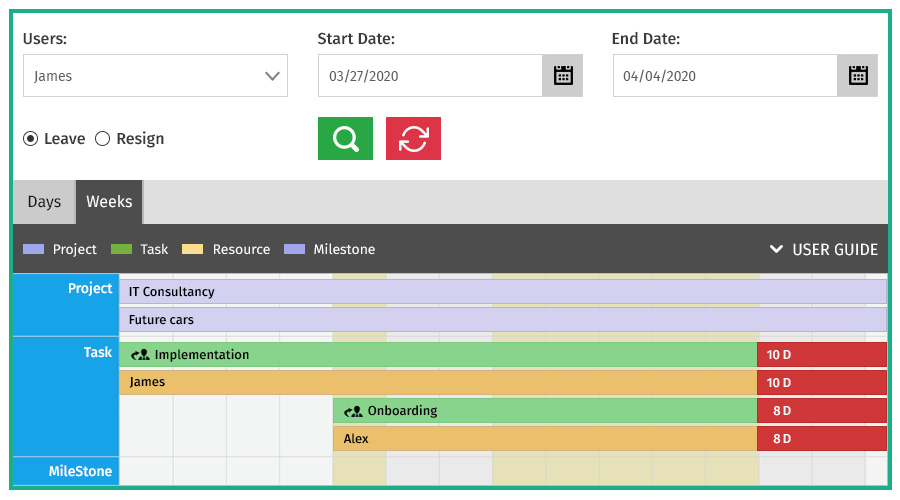 Users: Start Date: End Date:
James 03/27/2020 04/04/2020
Leave Resign
Days Weeks
Project Task Resource Milestone USER GUIDE
Project IT Consultancy
Future cars
Task Implementation 10 D
James 10 D
Onboarding 8 D
Alex 8 D
MileStone